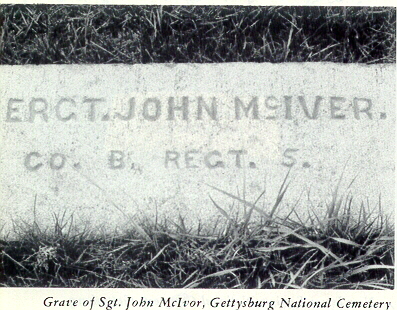 ERGT. JOHN McIVER.
CO. B. REGT. 5.
Grave of Sgt. John McIvor, Gettysburg National Cemetery